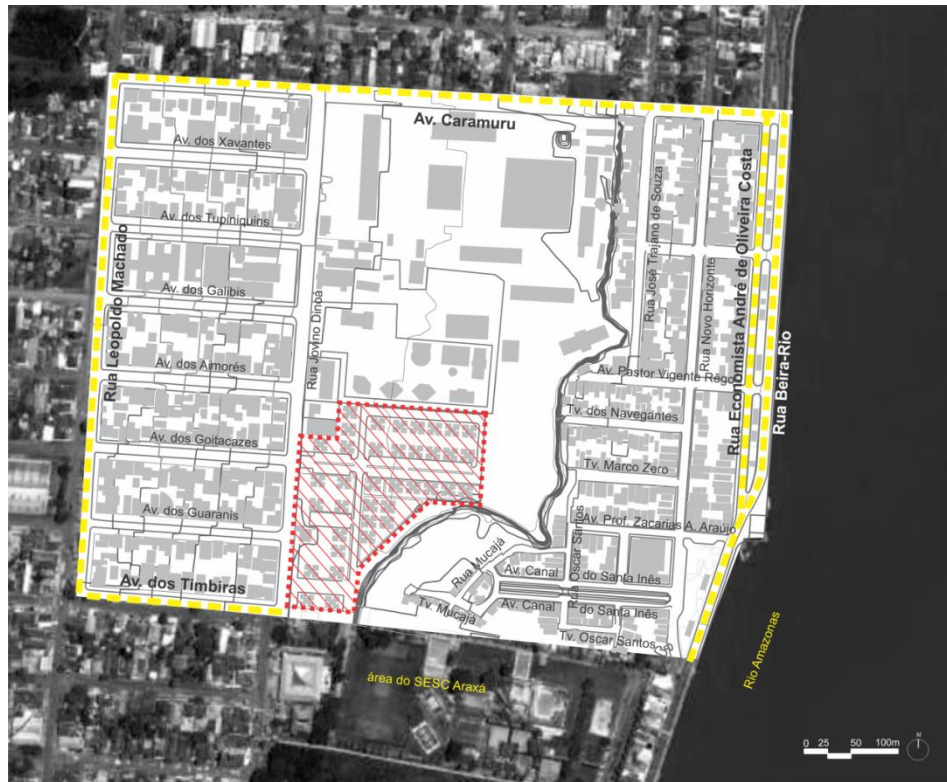 Av. Caramuru
Av. dos Xavantes
Av. dos Tupiniquins
Av. dos Galibis
Av. dos Aimorés
Av. dos Goitacazes
Av. dos Guaranis
Av. dos Timbiras
Rua Leopoldo Machado
Rua Jovino Dinoá
Rua José Trajano de Souza
Rua Novo Horizonte
Rua Economista André de Oliveira Costa
Rua Beira-Rio
Av. Pastor Vigente Rêgo
Tv. dos Navegantes
Tv. Marco Zero
Av. Prof. Zacarias A. Araújo
Rua Mucajá
Rua Oscar Santos
Av. Canal do Santa Inês
Av. Canal do Santa Inês
Tv. Mucajá
Tv. Oscar Santos
Rio Amazonas
área do SESC Araxá
0 25 50 100m
N